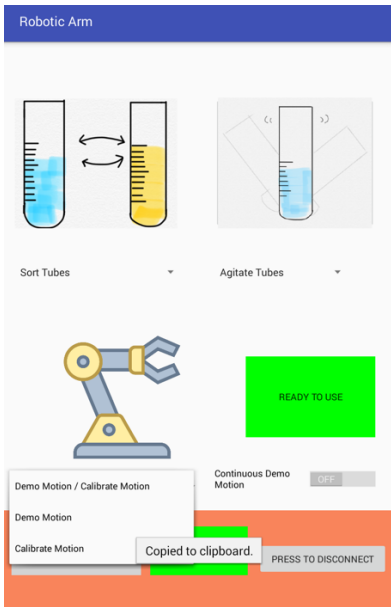 Robotic Arm
Sort Tubes
Agitate Tubes
READY TO USE
Continuous Demo
Motion
OFF
Demo Motion / Calibrate Motion
Demo Motion
Calibrate Motion
Copied to clipboard.
PRESS TO DISCONNECT